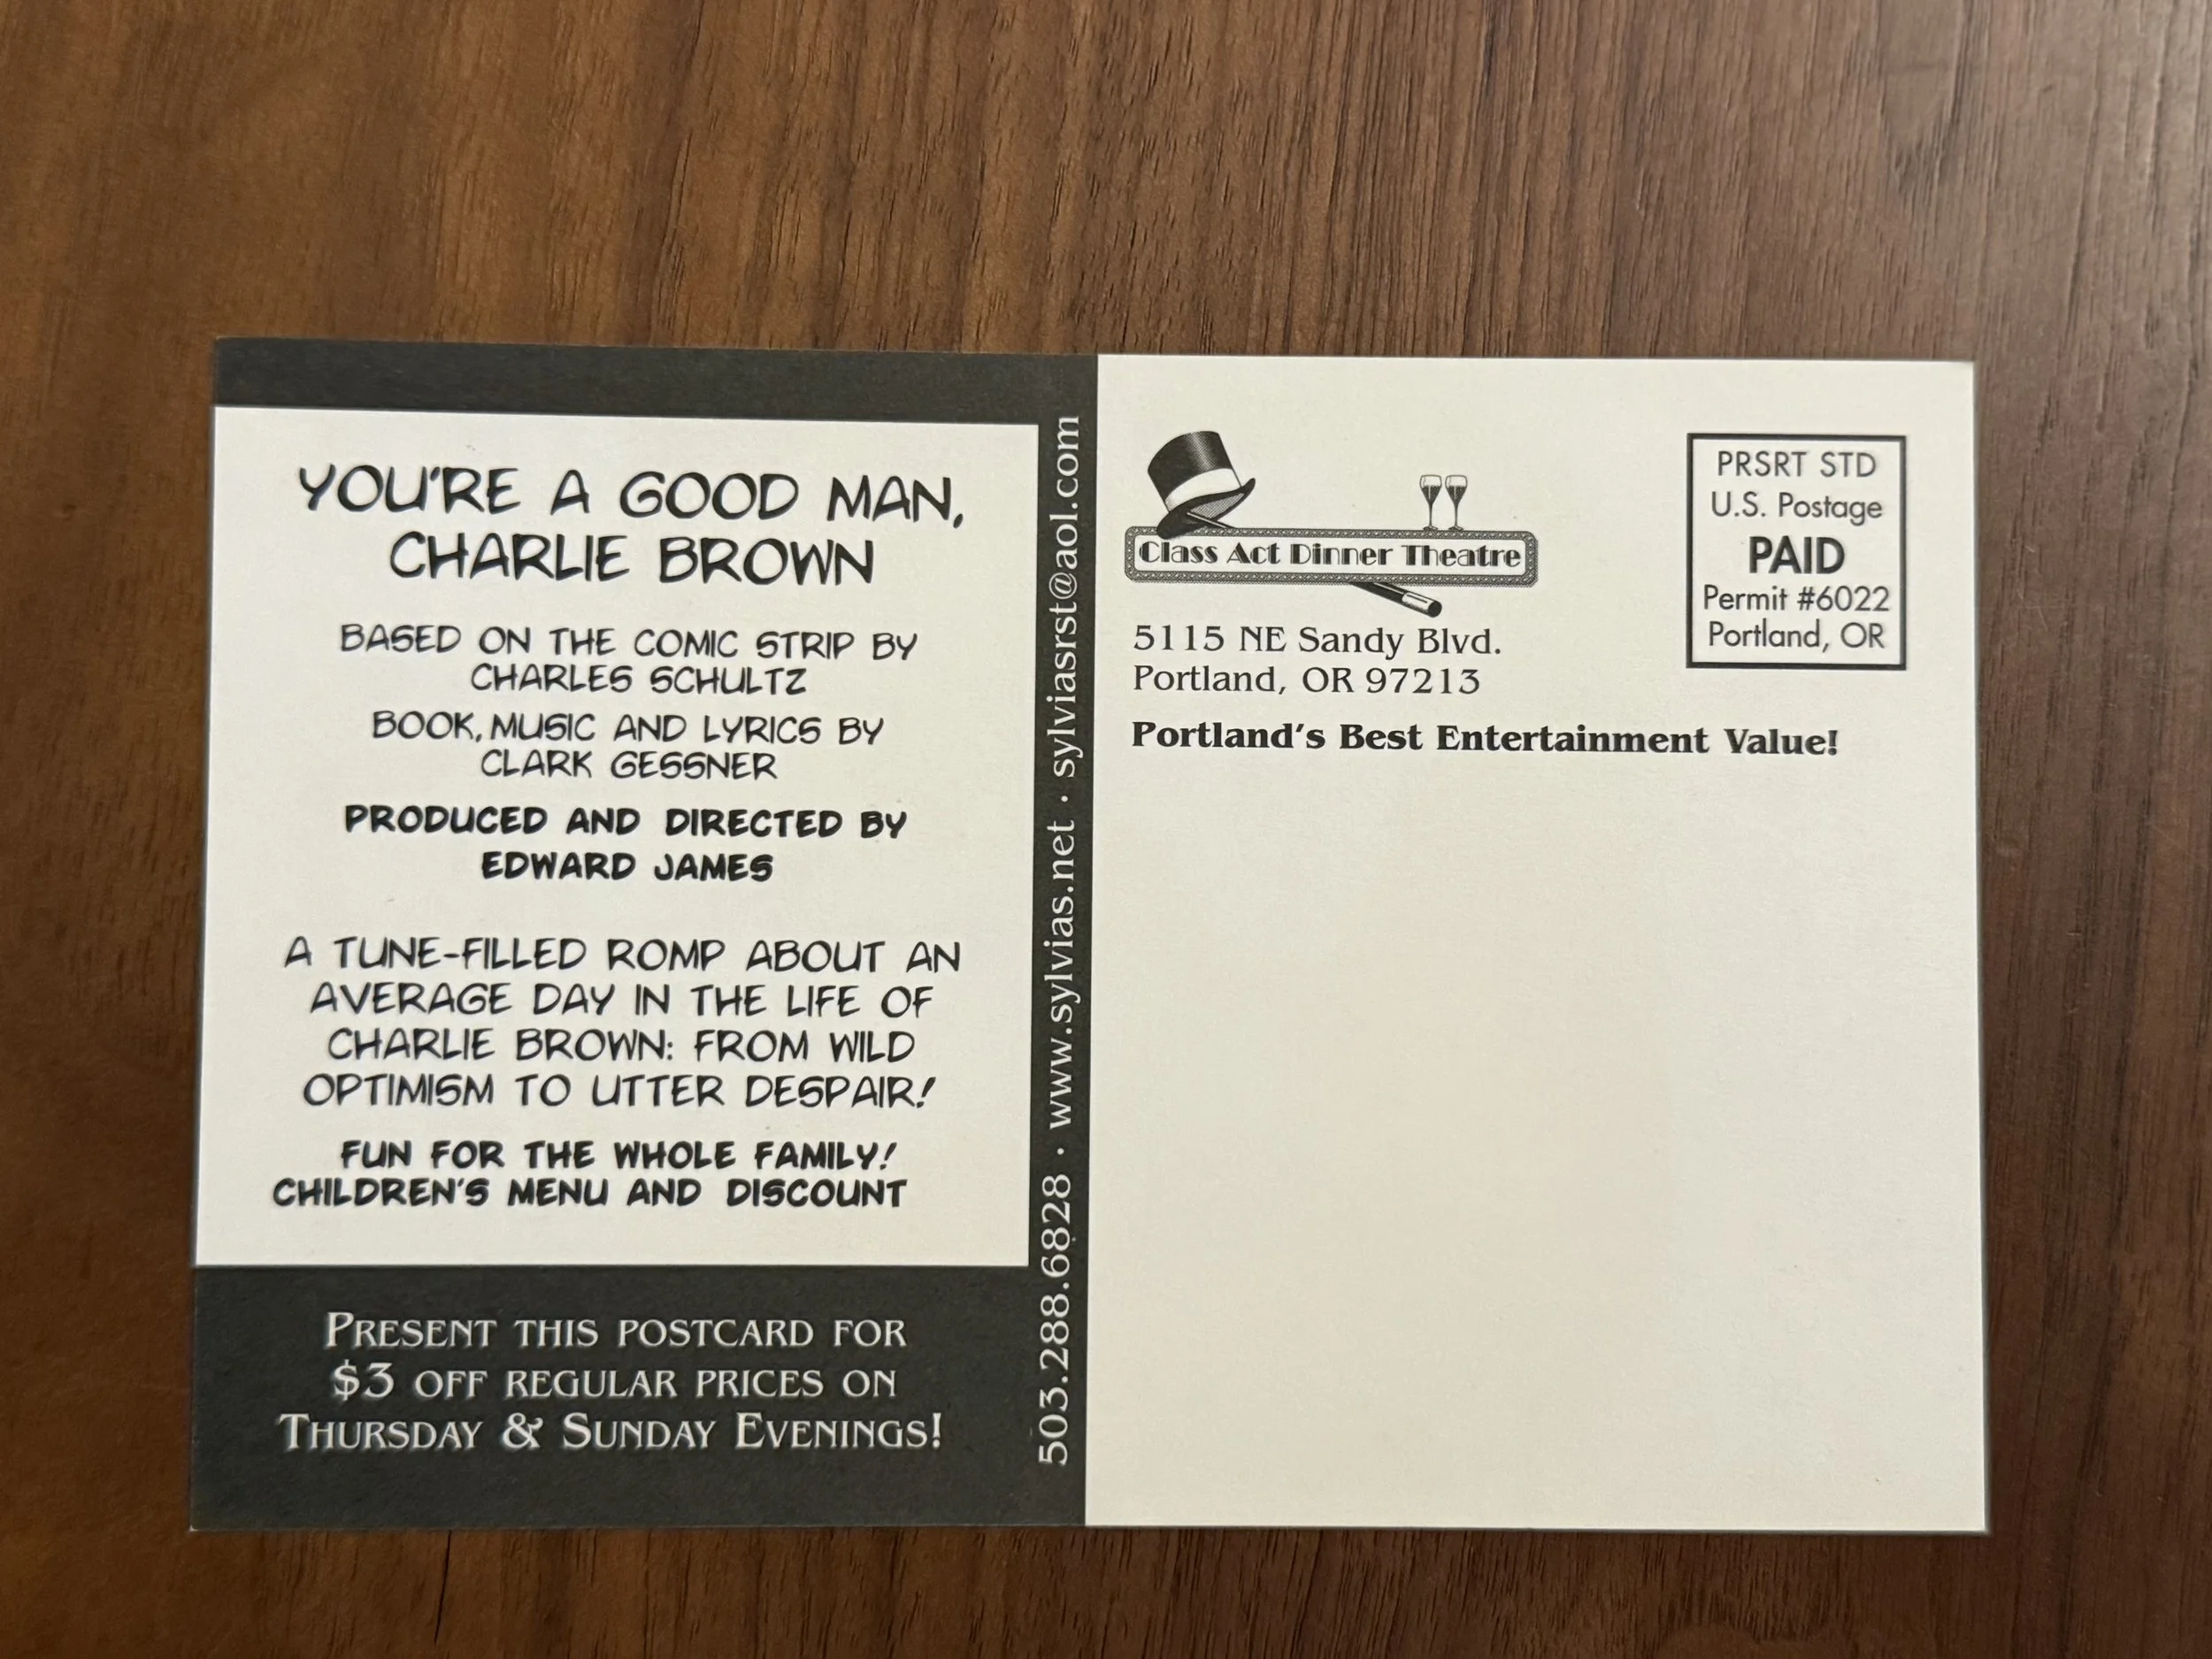 YOU'RE A GOOD MAN,
CHARLIE BROWN
BASED ON THE COMIC STRIP BY
CHARLES SCHULTZ
BOOK, MUSIC AND LYRICS BY
CLARK GESSNER
PRODUCED AND DIRECTED BY
EDWARD JAMES
A TUNE-FILLED ROMP ABOUT AN
AVERAGE DAY IN THE LIFE OF
CHARLIE BROWN: FROM WILD
OPTIMISM TO UTTER DESPAIR!
FUN FOR THE WHOLE FAMILY!
CHILDREN'S MENU AND DISCOUNT
PRESENT THIS POSTCARD FOR
$3 OFF REGULAR PRICES ON
THURSDAY & SUNDAY EVENINGS!
503.288.6828 · www.sylvias.net · sylviasrst@aol.com
Class Act Dinner Theatre
5115 NE Sandy Blvd.
Portland, OR 97213
Portland's Best Entertainment Value!
PRSRT STD
U.S. Postage
PAID
Permit #6022
Portland, OR